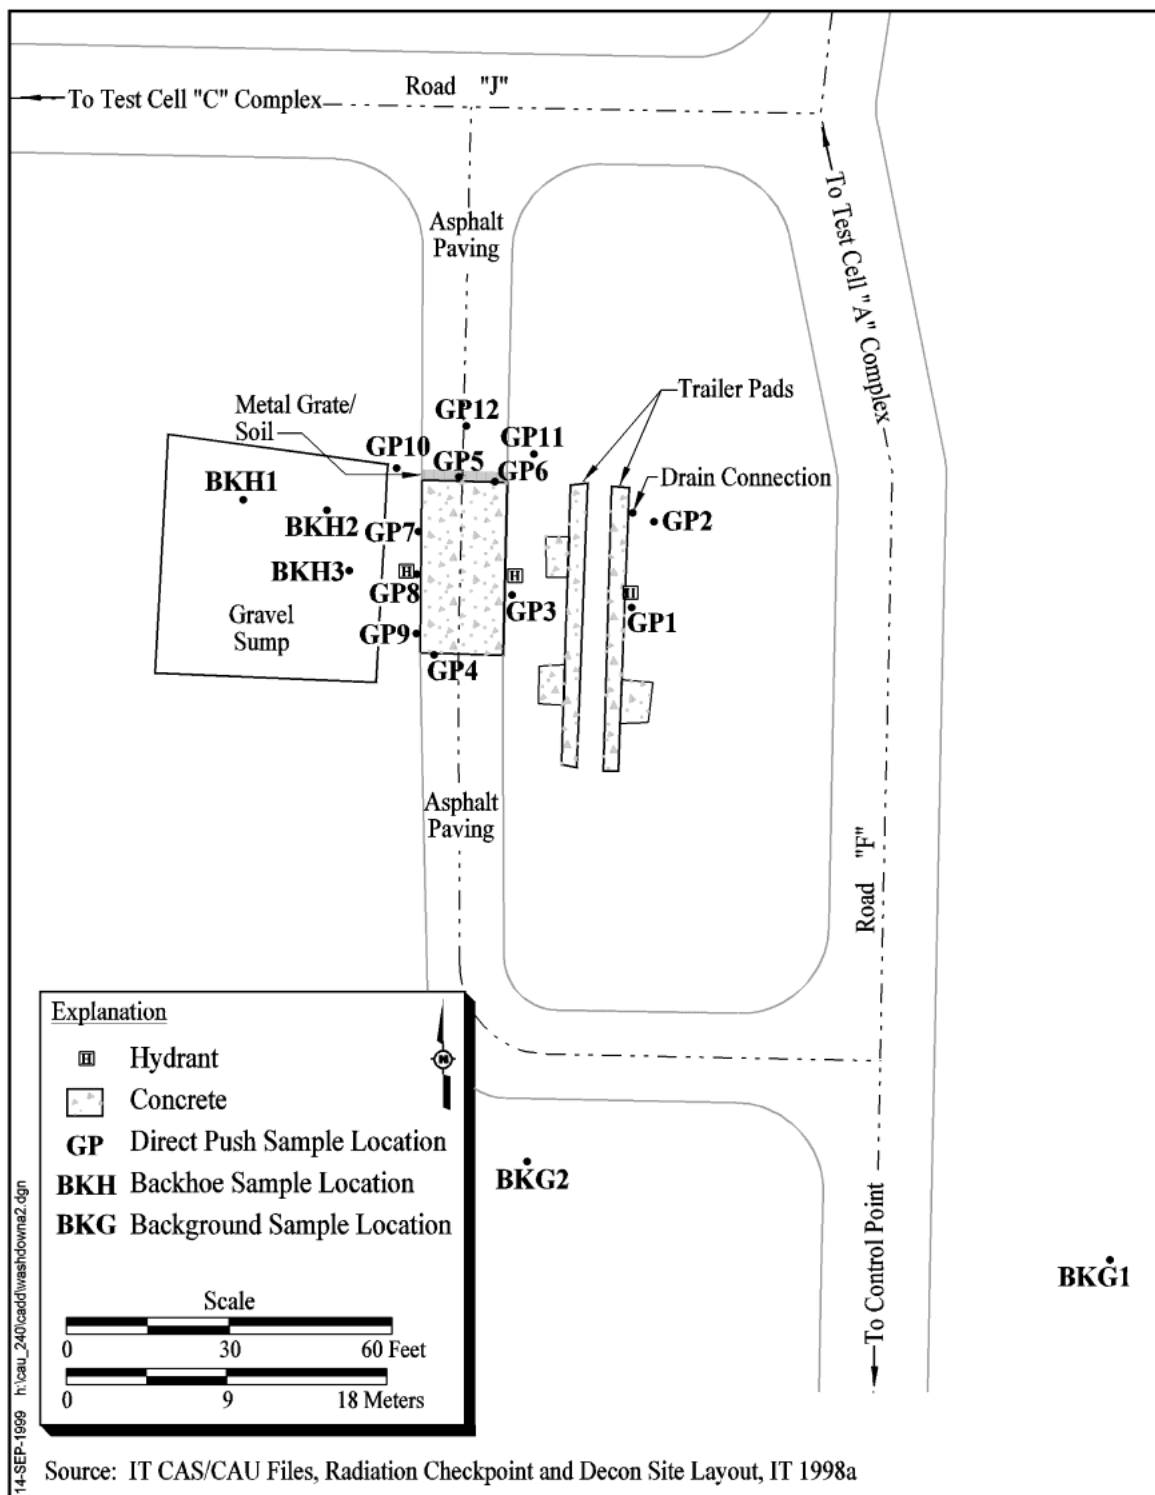 Road "J"
To Test Cell "C" Complex
To Test Cell "A" Complex
Asphalt
Paving
Trailer Pads
Metal Grate/
Soil
GP12
GP11
GP10
GP5
GP6
Drain Connection
BKH1
BKH2
GP7
GP2
BKH3
H
GP8
H
GP3
H
GP1
Gravel
Sump
GP9
GP4
Asphalt
Paving
Road "F"
Explanation
H Hydrant
N
Concrete
GP Direct Push Sample Location
BKH Backhoe Sample Location
BKG Background Sample Location
Scale
0 30 60 Feet
0 9 18 Meters
BKG2
To Control Point
BKG1
14-SEP-1999 h:\cau_240\cadd\washdowna2.dgn
Source: IT CAS/CAU Files, Radiation Checkpoint and Decon Site Layout, IT 1998a